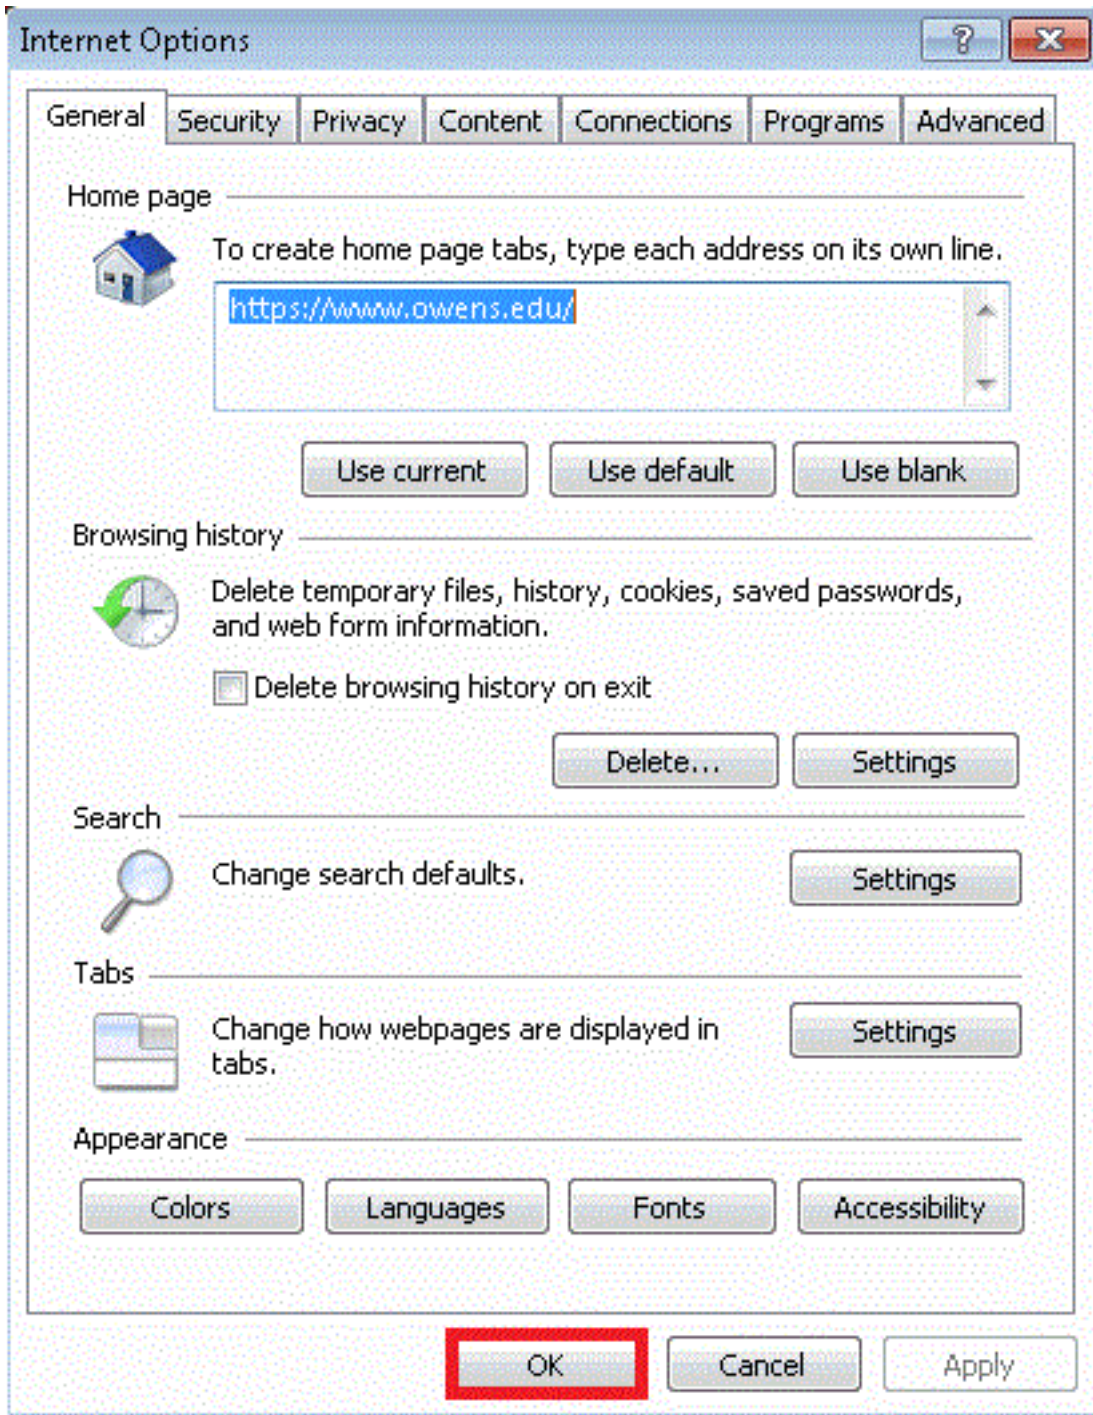 Internet Options
?
General Security Privacy Content Connections Programs Advanced
Home page
To create home page tabs, type each address on its own line.
https://www.owens.edu/
Use current Use default Use blank
Browsing history
Delete temporary files, history, cookies, saved passwords,
and web form information.
Delete browsing history on exit
Delete... Settings
Search
Change search defaults. Settings
Tabs
Change how webpages are displayed in
tabs.
Settings
Appearance
Colors Languages Fonts Accessibility
OK Cancel Apply